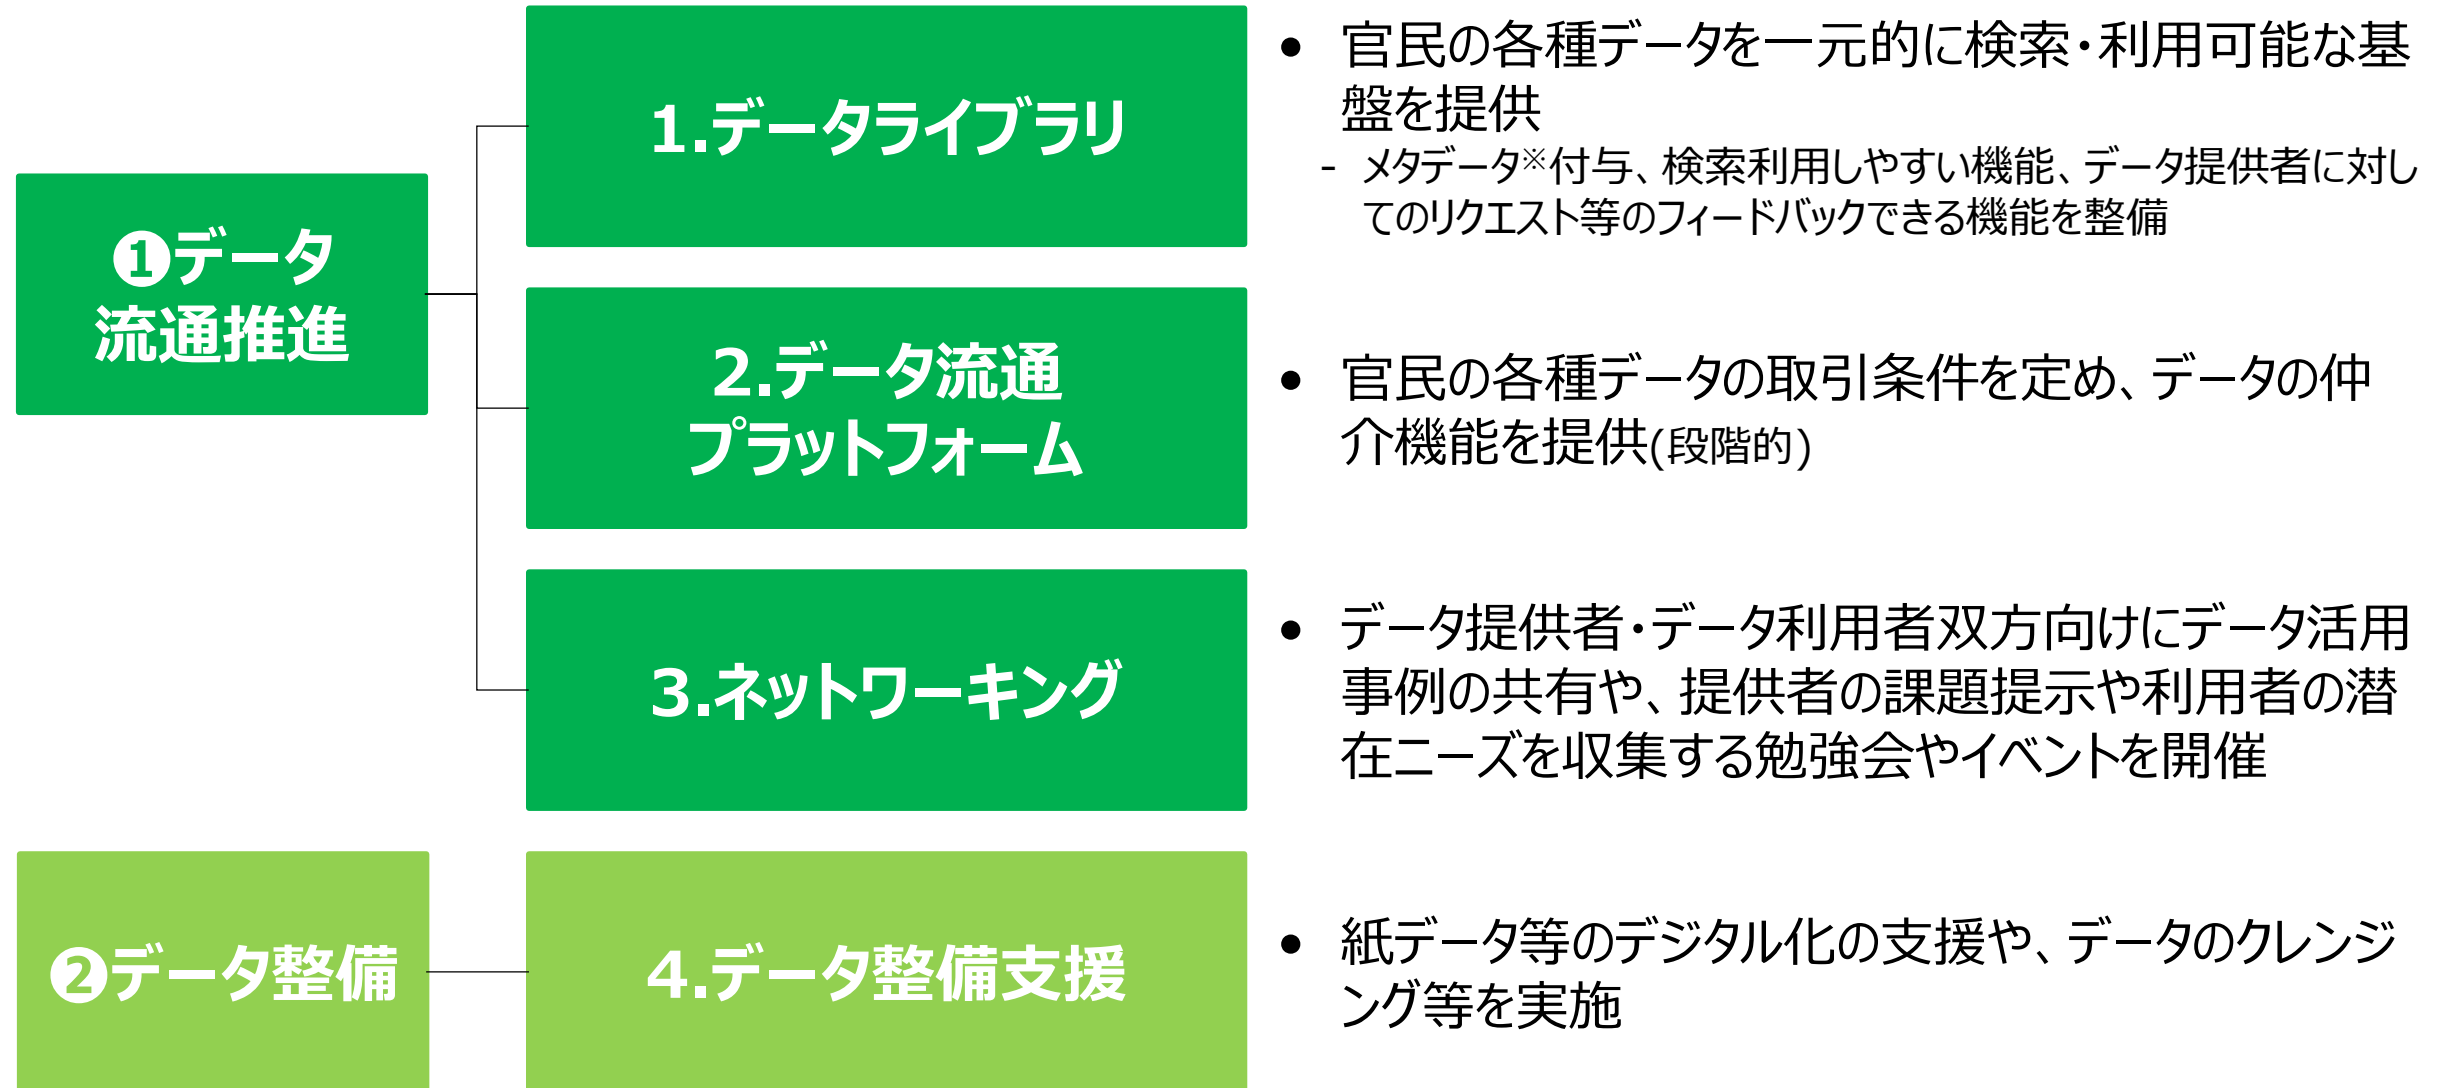 ❶データ
流通推進
1.データライブラリ
● 官民の各種データを一元的に検索・利用可能な基
盤を提供
- メタデータ※付与、検索利用しやすい機能、データ提供者に対し
てのリクエスト等のフィードバックできる機能を整備
2.データ流通
プラットフォーム
● 官民の各種データの取引条件を定め、データの仲
介機能を提供(段階的)
3.ネットワーキング
● データ提供者・データ利用者双方向けにデータ活用
事例の共有や、提供者の課題提示や利用者の潜
在ニーズを収集する勉強会やイベントを開催
❷データ整備
4.データ整備支援
● 紙データ等のデジタル化の支援や、データのクレンジ
ング等を実施